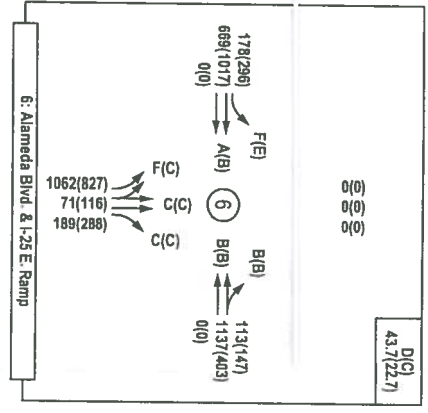 D(C)
43.7(22.7)
0(0)
0(0)
0(0)
178(296)
669(1017)
0(0)
F(E)
A(B)
6
B(B)
B(B)
113(147)
1137(403)
0(0)
F(C)
1062(827)
71(116)
C(C)
189(288)
C(C)
6: Alameda Blvd. & I-25 E. Ramp